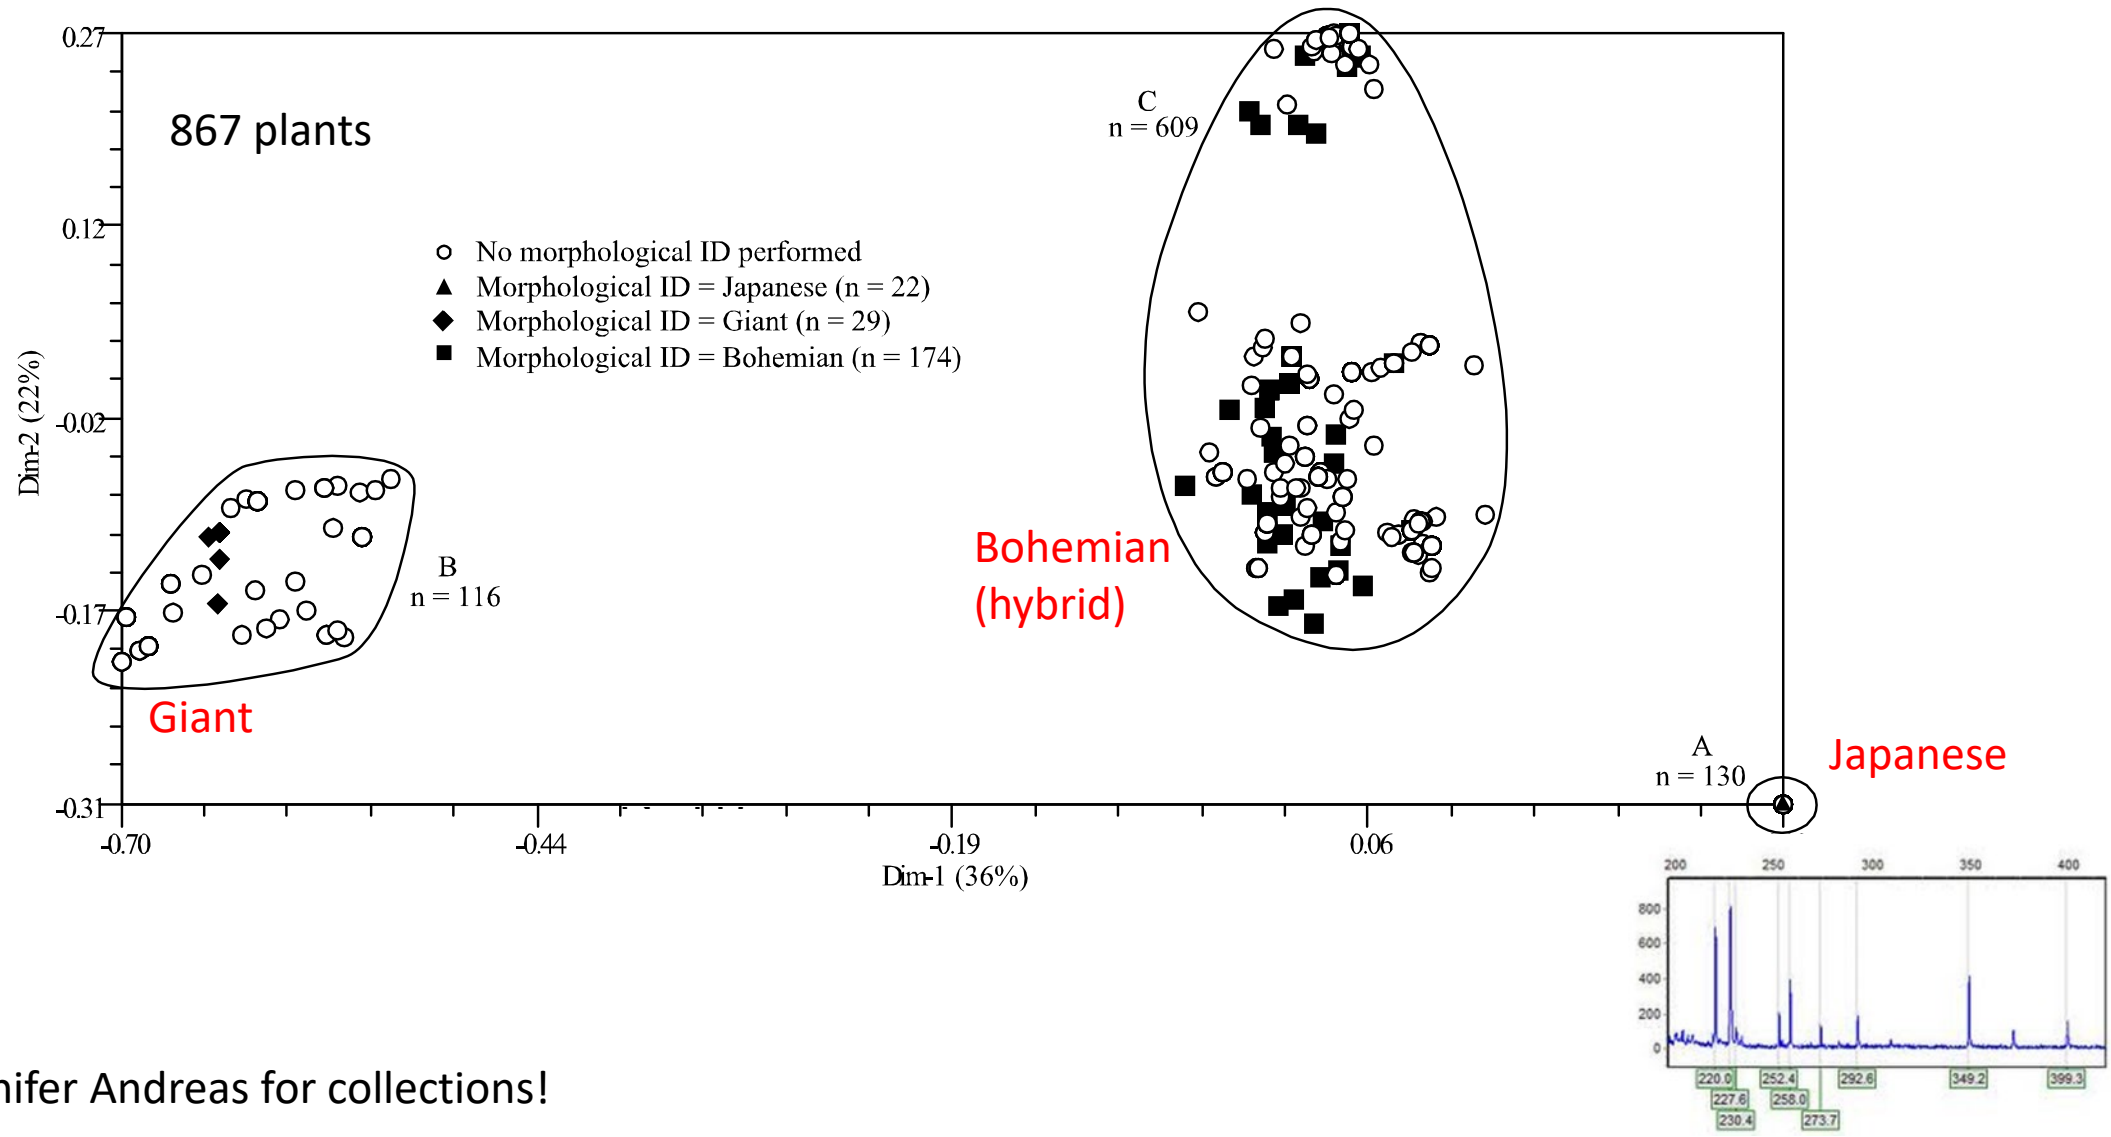 0.27
867 plants
C
n = 609
0.12
No morphological ID performed
Morphological ID = Japanese (n = 22)
Morphological ID = Giant (n = 29)
Morphological ID = Bohemian (n = 174)
Dim-2 (22%)
-0.02
Bohemian
(hybrid)
B
n = 116
-0.17
Giant
A
n = 130
Japanese
-0.31
-0.70 -0.44 -0.19 0.06
Dim-1 (36%)
200 250 300 350 400
800
600
400
200
0
220.0 252.4 292.6 349.2 399.3
227.6 258.0
230.4 273.7
nifer Andreas for collections!